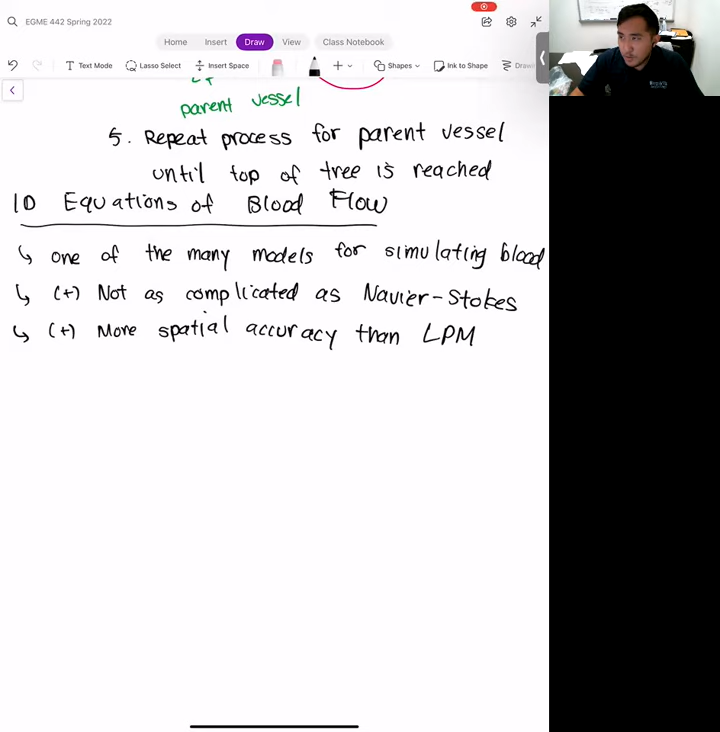 EGME 442 Spring 2022
Home Insert Draw View Class Notebook
Text Mode Lasso Select Insert Space Shapes Ink to Shape
parent vessel
5. Repeat process for parent vessel
until top of tree is reached
1D Equations of Blood Flow
↳ one of the many models for simulating blood
↳ (+) Not as complicated as Navier-Stokes
↳ (+) More spatial accuracy than LPM